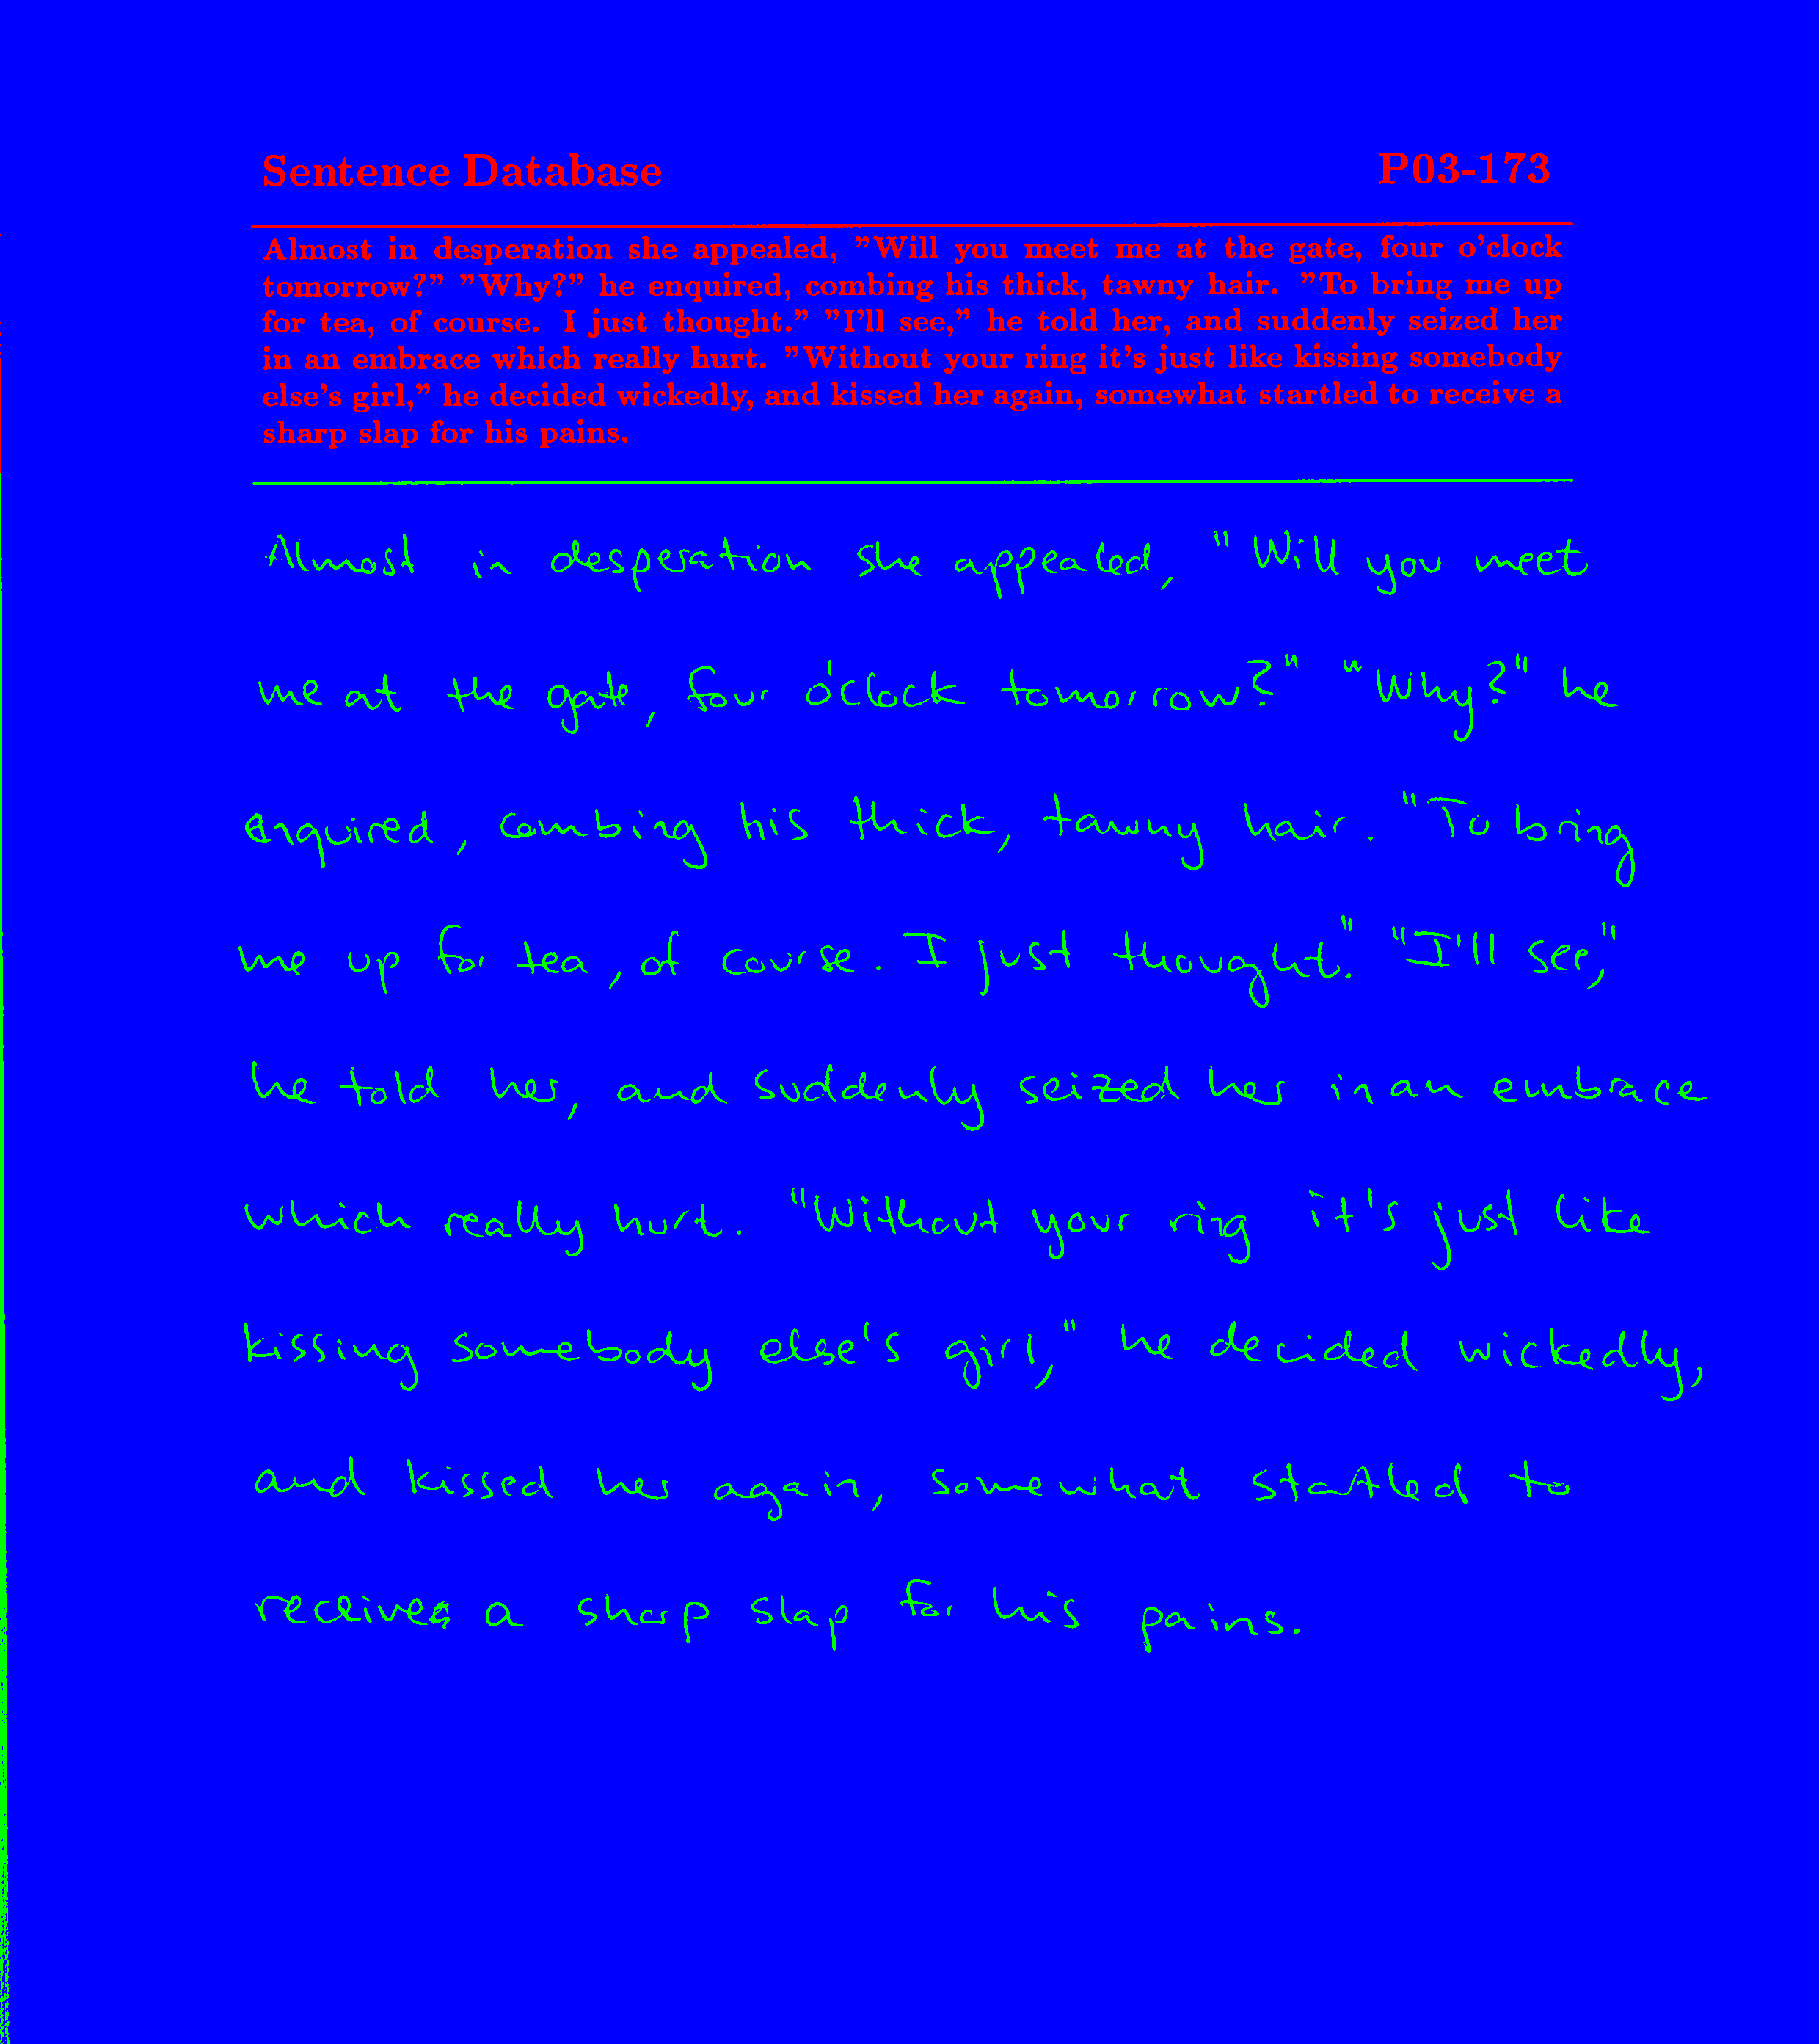 Sentence Database P03-173
Almost in desperation she appealed, "Will you meet me at the gate, four o'clock
tomorrow?" "Why?" he enquired, combing his thick, tawny hair. "To bring me up
for tea, of course. I just thought." "I'll see," he told her, and suddenly seized her
in an embrace which really hurt. "Without your ring it's just like kissing somebody
else's girl," he decided wickedly, and kissed her again, somewhat startled to receive a
sharp slap for his pains.
Almost in desperation she appealed, "Will you meet
me at the gate, four o'clock tomorrow?" "Why?" he
enquired, combing his thick, tawny hair. "To bring
me up for tea, of course. I just thought." "I'll see,"
he told her, and suddenly seized her in an embrace
which really hurt. "Without your ring it's just like
kissing somebody else's girl," he decided wickedly,
and kissed her again, somewhat startled to
receive a sharp slap for his pains.